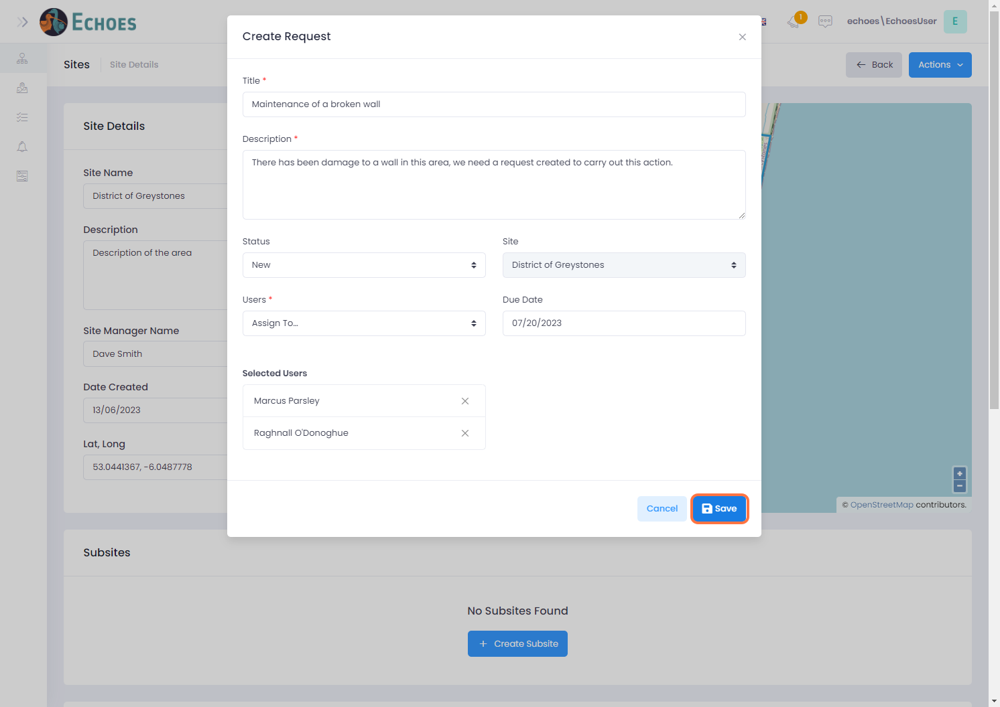 ECHOES
1
echoes\EchoesUser
E
Sites
Site Details
Back
Actions
Create Request
Title *
Maintenance of a broken wall
Description *
There has been damage to a wall in this area, we need a request created to carry out this action.
Status
Site
New
District of Greystones
Users *
Due Date
Assign To...
07/20/2023
Selected Users
Marcus Parsley
Raghnall O'Donoghue
Cancel
Save
Site Details
Site Name
District of Greystones
Description
Description of the area
Site Manager Name
Dave Smith
Date Created
13/06/2023
Lat, Long
53.0441367, -6.0487778
+
−
© OpenStreetMap contributors.
Subsites
No Subsites Found
+ Create Subsite